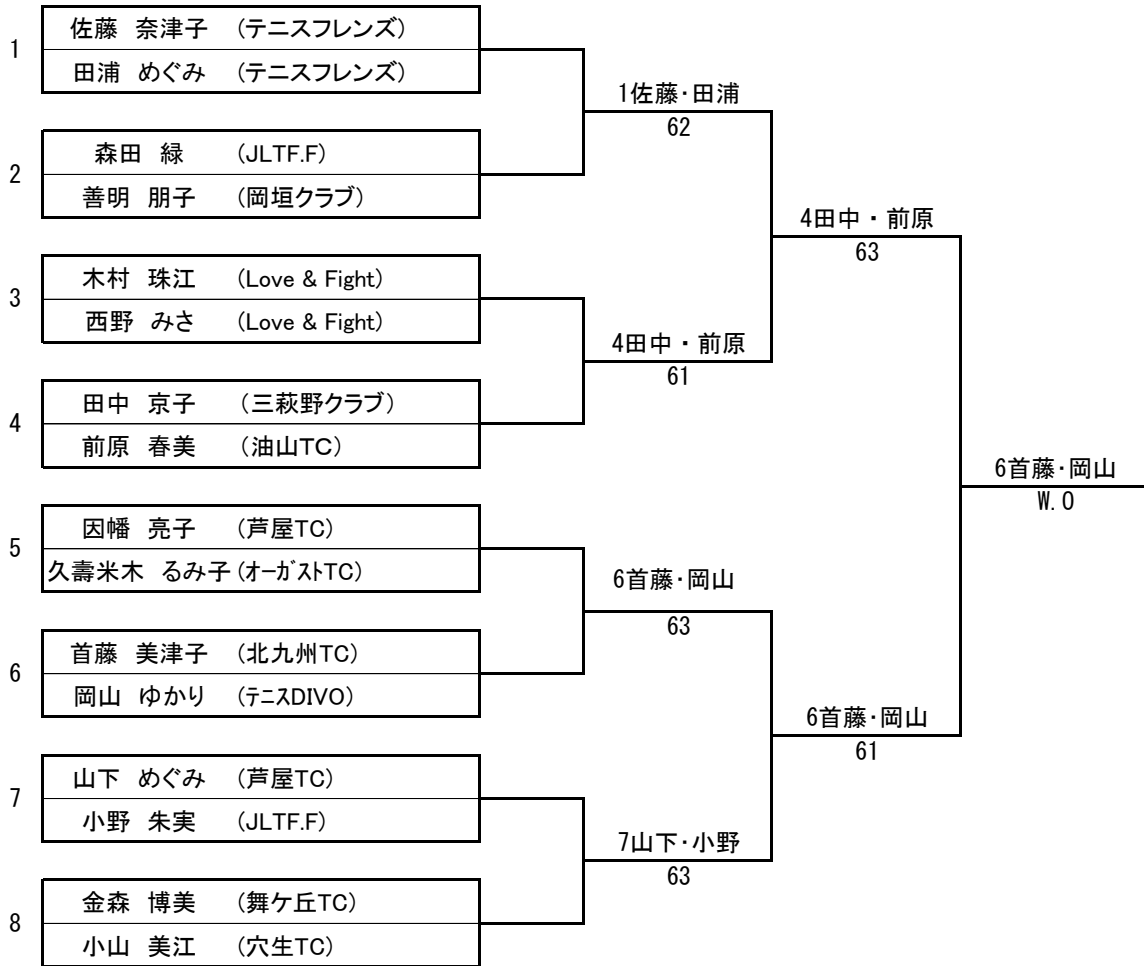 1
佐藤 奈津子 (テニスフレンズ)
田浦 めぐみ (テニスフレンズ)
1佐藤・田浦
62
2
森田 緑 (JLTF.F)
善明 朋子 (岡垣クラブ)
4田中・前原
63
3
木村 珠江 (Love & Fight)
西野 みさ (Love & Fight)
4田中・前原
61
4
田中 京子 (三萩野クラブ)
前原 春美 (油山TC)
6首藤・岡山
W.O
5
因幡 亮子 (芦屋TC)
久壽米木 るみ子 (オーガストTC)
6首藤・岡山
63
6
首藤 美津子 (北九州TC)
岡山 ゆかり (テニスDIVO)
6首藤・岡山
61
7
山下 めぐみ (芦屋TC)
小野 朱実 (JLTF.F)
7山下・小野
63
8
金森 博美 (舞ケ丘TC)
小山 美江 (穴生TC)